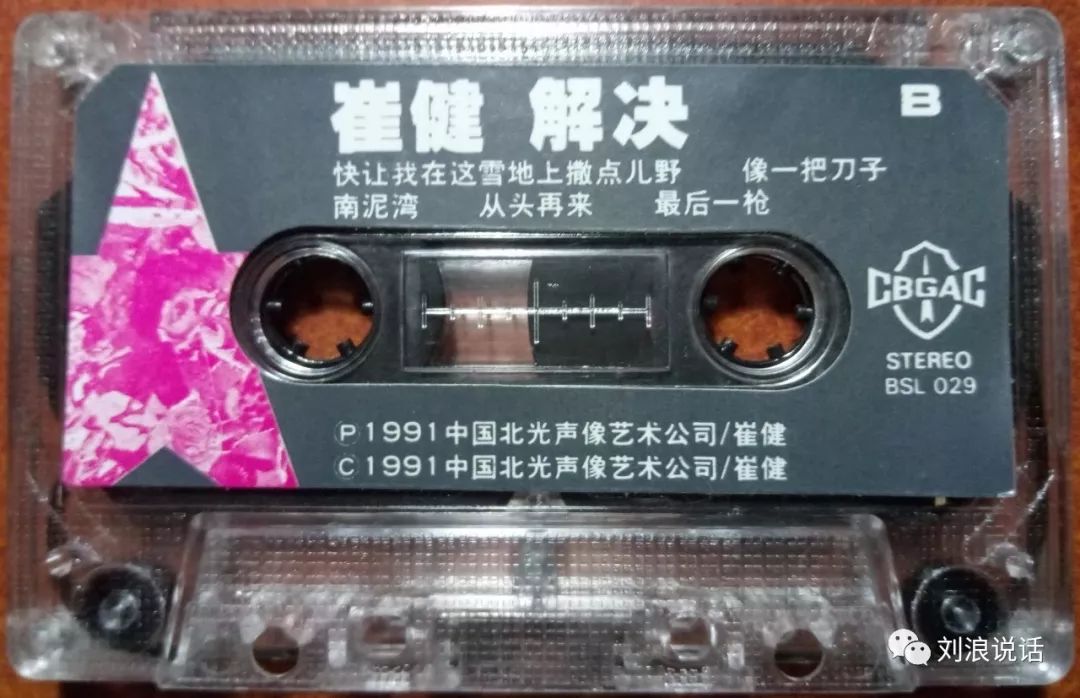 崔健 解决
B
快让我在这雪地上撒点儿野 像一把刀子
南泥湾 从头再来 最后一枪
CBGAC
STEREO
BSL 029
Ⓟ1991中国北光声像艺术公司/崔健
Ⓒ1991中国北光声像艺术公司/崔健
刘浪说话